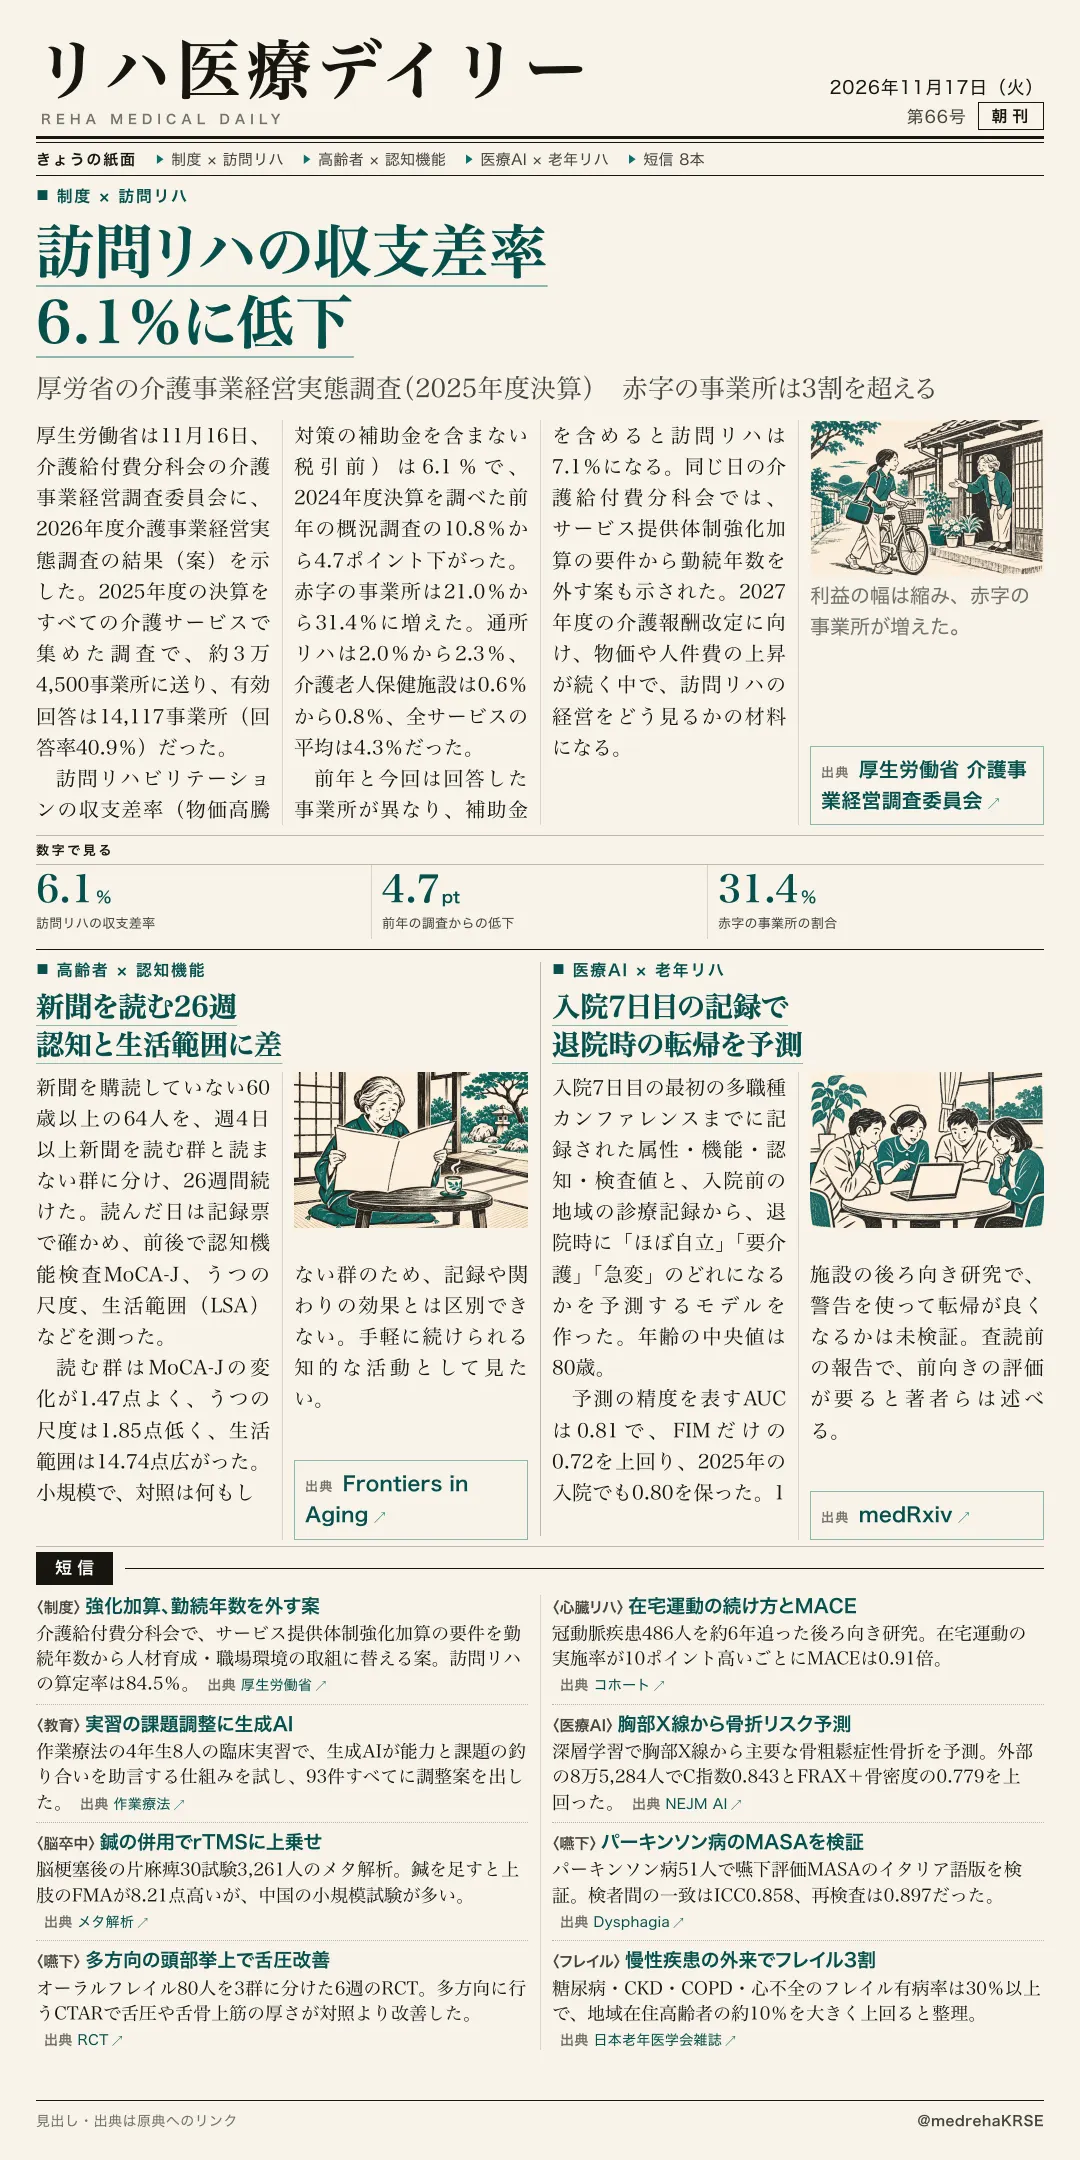 リハ医療デイリー
REHA MEDICAL DAILY
2026年11月17日（火）
第66号 朝刊
きょうの紙面 制度 × 訪問リハ 高齢者 × 認知機能 医療AI × 老年リハ 短信 8本
制度 × 訪問リハ
訪問リハの収支差率
6.1%に低下
厚労省の介護事業経営実態調査（2025年度決算） 赤字の事業所は3割を超える
厚生労働省は11月16日、
介護給付費分科会の介護
事業経営調査委員会に、
2026年度介護事業経営実
態調査の結果（案）を示
した。2025年度の決算を
すべての介護サービスで
集めた調査で、約3万
4,500事業所に送り、有効
回答は14,117事業所（回
答率40.9%）だった。
訪問リハビリテーショ
ンの収支差率（物価高騰
対策の補助金を含まない
税引前）は6.1%で、
2024年度決算を調べた前
年の概況調査の10.8%か
ら4.7ポイント下がった。
赤字の事業所は21.0%か
ら31.4%に増えた。通所
リハは2.0%から2.3%、
介護老人保健施設は0.6%
から0.8%、全サービスの
平均は4.3%だった。
前年と今回は回答した
事業所が異なり、補助金
を含めると訪問リハは
7.1%になる。同じ日の介
護給付費分科会では、
サービス提供体制強化加
算の要件から勤続年数を
外す案も示された。2027
年度の介護報酬改定に向
け、物価や人件費の上昇
が続く中で、訪問リハの
経営をどう見るかの材料
になる。
利益の幅は縮み、赤字の
事業所が増えた。
出典 厚生労働省 介護事
業経営調査委員会↗
数字で見る
6.1%
訪問リハの収支差率
4.7pt
前年の調査からの低下
31.4%
赤字の事業所の割合
高齢者 × 認知機能
新聞を読む26週
認知と生活範囲に差
新聞を購読していない60
歳以上の64人を、週4日
以上新聞を読む群と読ま
ない群に分け、26週間続
けた。読んだ日は記録票
で確かめ、前後で認知機
能検査MoCA-J、うつの
尺度、生活範囲（LSA）
などを測った。
読む群はMoCA-Jの変
化が1.47点よく、うつの
尺度は1.85点低く、生活
範囲は14.74点広がった。
小規模で、対照は何もし
ない群のため、記録や関
わりの効果とは区別でき
ない。手軽に続けられる
知的な活動として見た
い。
出典 Frontiers in
Aging↗
医療AI × 老年リハ
入院7日目の記録で
退院時の転帰を予測
入院7日目の最初の多職種
カンファレンスまでに記
録された属性・機能・認
知・検査値と、入院前の
地域の診療記録から、退
院時に「ほぼ自立」「要介
護」「急変」のどれになる
かを予測するモデルを
作った。年齢の中央値は
80歳。
予測の精度を表すAUC
は0.81で、FIMだけの
0.72を上回り、2025年の
入院でも0.80を保った。1
施設の後ろ向き研究で、
警告を使って転帰が良く
なるかは未検証。査読前
の報告で、前向きの評価
が要ると著者らは述べ
る。
出典 medRxiv↗
短信
〈制度〉強化加算、勤続年数を外す案
介護給付費分科会で、サービス提供体制強化加算の要件を勤
続年数から人材育成・職場環境の取組に替える案。訪問リハ
の算定率は84.5%。 出典 厚生労働省↗
〈教育〉実習の課題調整に生成AI
作業療法の4年生8人の臨床実習で、生成AIが能力と課題の釣
り合いを助言する仕組みを試し、93件すべてに調整案を出し
た。 出典 作業療法↗
〈脳卒中〉鍼の併用でrTMSに上乗せ
脳梗塞後の片麻痺30試験3,261人のメタ解析。鍼を足すと上
肢のFMAが8.21点高いが、中国の小規模試験が多い。
出典 メタ解析↗
〈嚥下〉多方向の頭部挙上で舌圧改善
オーラルフレイル80人を3群に分けた6週のRCT。多方向に行
うCTARで舌圧や舌骨上筋の厚さが対照より改善した。
出典 RCT↗
〈心臓リハ〉在宅運動の続け方とMACE
冠動脈疾患486人を約6年追った後ろ向き研究。在宅運動の
実施率が10ポイント高いごとにMACEは0.91倍。
出典 コホート↗
〈医療AI〉胸部X線から骨折リスク予測
深層学習で胸部X線から主要な骨粗鬆症性骨折を予測。外部
の8万5,284人でC指数0.843とFRAX＋骨密度の0.779を上
回った。 出典 NEJM AI↗
〈嚥下〉パーキンソン病のMASAを検証
パーキンソン病51人で嚥下評価MASAのイタリア語版を検
証。検者間の一致はICC0.858、再検査は0.897だった。
出典 Dysphagia↗
〈フレイル〉慢性疾患の外来でフレイル3割
糖尿病・CKD・COPD・心不全のフレイル有病率は30%以上
で、地域在住高齢者の約10%を大きく上回ると整理。
出典 日本老年医学会雑誌↗
見出し・出典は原典へのリンク
@medrehaKRSE